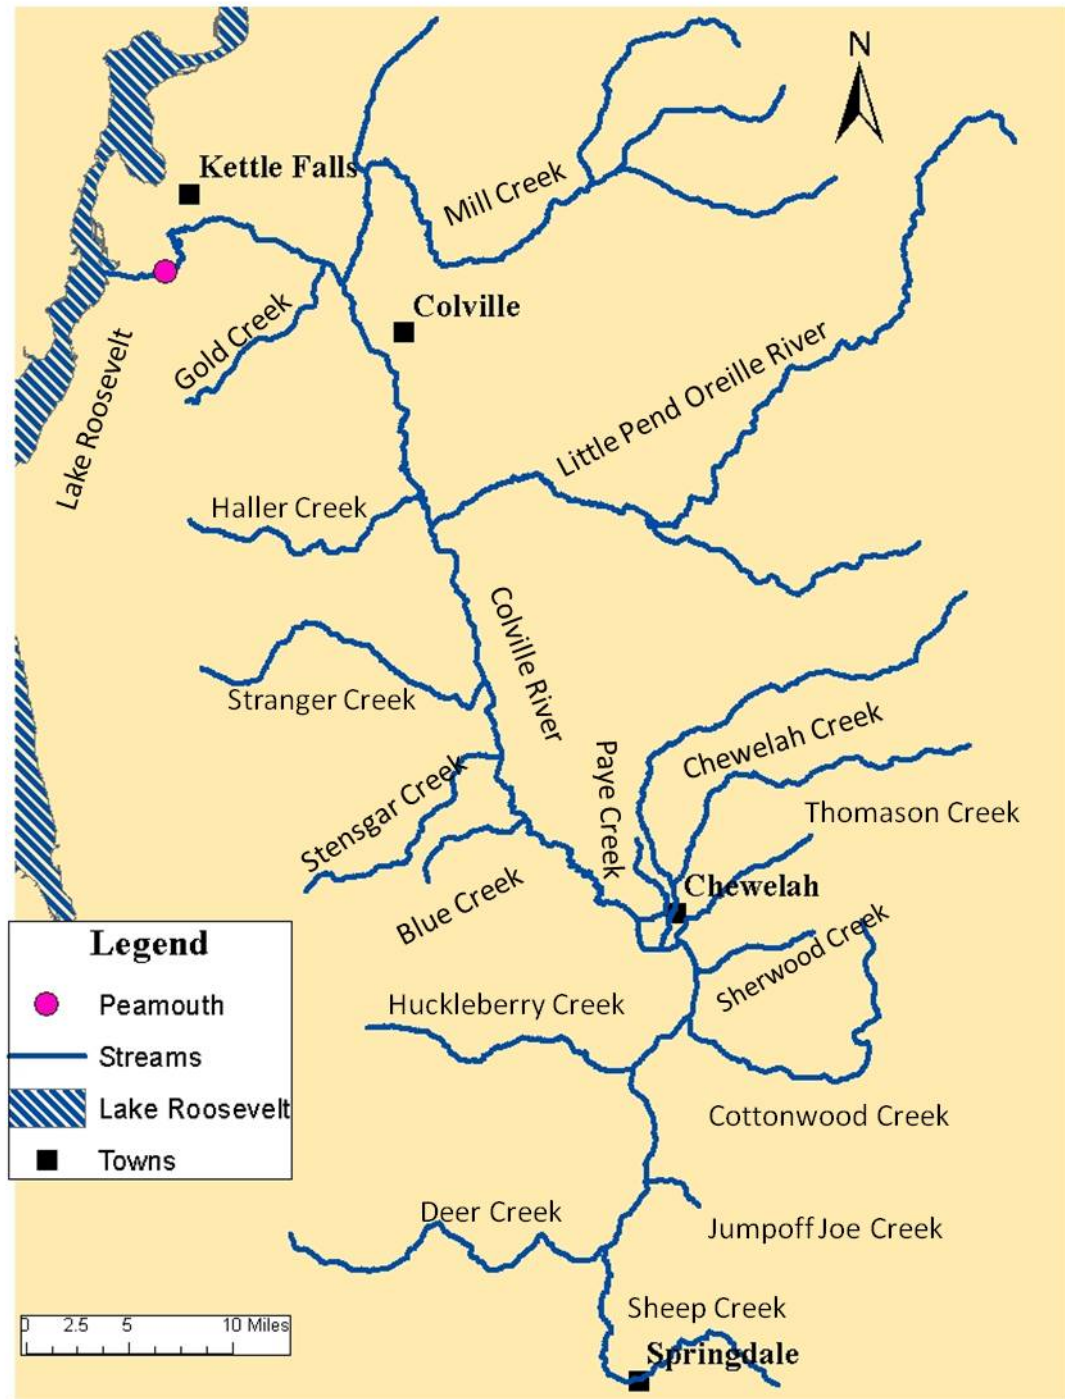 N
Kettle Falls
Mill Creek
Colville
Gold Creek
Lake Roosevelt
Little Pend Oreille River
Haller Creek
Colville River
Stranger Creek
Chewelah Creek
Paye Creek
Stensgar Creek
Thomason Creek
Blue Creek
Chewelah
Sherwood Creek
Huckleberry Creek
Cottonwood Creek
Deer Creek
Jumpoff Joe Creek
Sheep Creek
Springdale
Legend
Peamouth
Streams
Lake Roosevelt
Towns
0 2.5 5 10 Miles